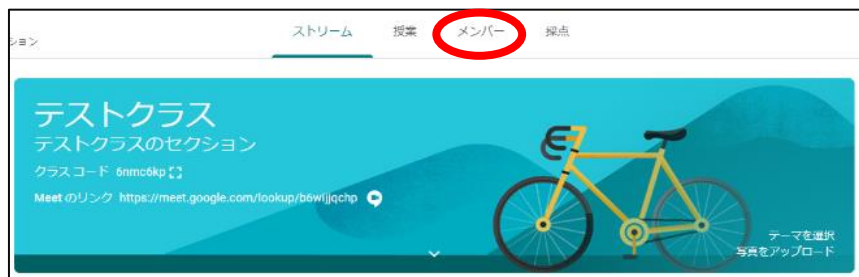 ション
ストリーム 授業 メンバー 採点
テストクラス
テストクラスのセクション
クラスコード 6nmc6kp
Meet のリンク https://meet.google.com/lookup/b6wijjqchp
テーマを選択
写真をアップロード